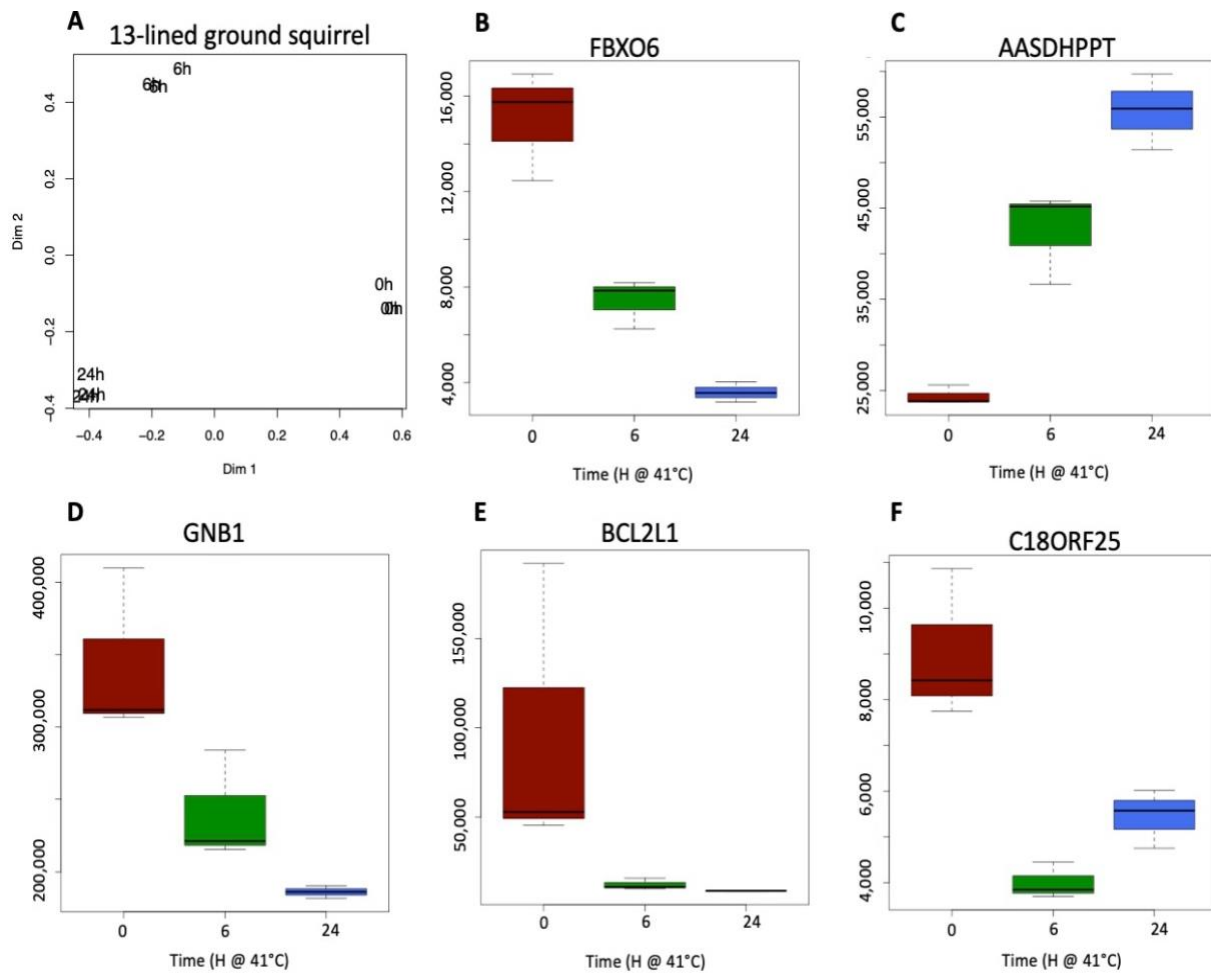 A
13-lined ground squirrel
6h
6h
6h
0h
0h
0h
24h
24h
24h
0.4
0.2
0.0
−0.2
−0.4
Dim 2
−0.4
−0.2
0.0
0.2
0.4
0.6
Dim 1
B
FBXO6
16,000
12,000
8,000
4,000
0
6
24
Time (H @ 41°C)
C
AASDHPPT
55,000
45,000
35,000
25,000
0
6
24
Time (H @ 41°C)
D
GNB1
400,000
300,000
200,000
0
6
24
Time (H @ 41°C)
E
BCL2L1
150,000
100,000
50,000
0
6
24
Time (H @ 41°C)
F
C18ORF25
10,000
8,000
6,000
4,000
0
6
24
Time (H @ 41°C)